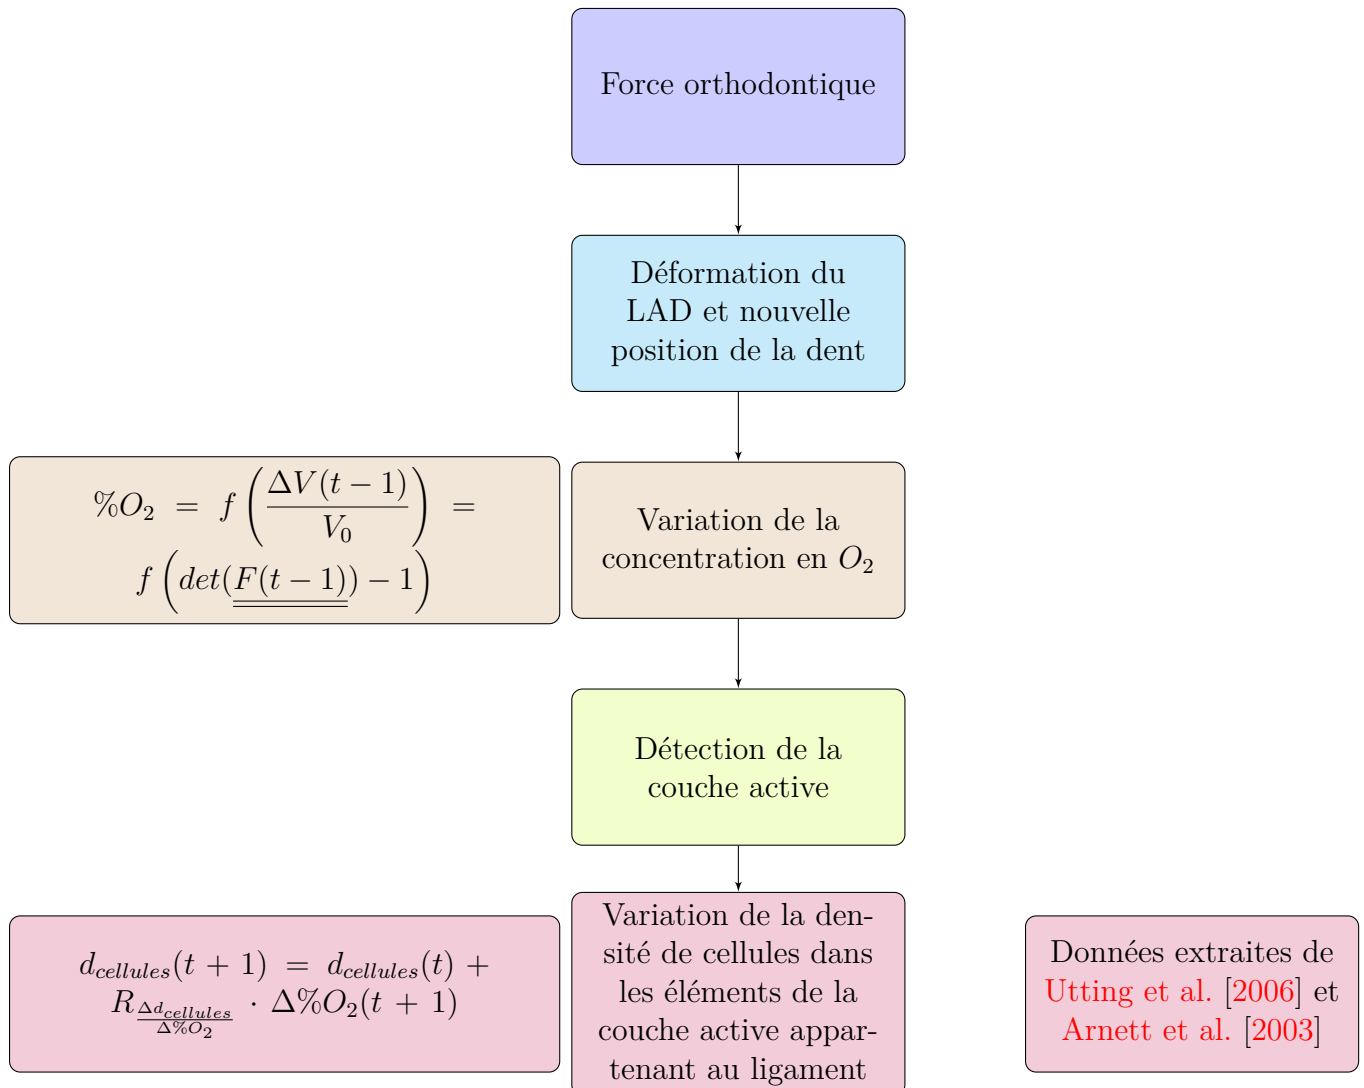 Force orthodontique
Déformation du
LAD et nouvelle
position de la dent
%O₂ = f(ΔV(t − 1)/V₀) =
f(det(F(t − 1)) − 1)
Variation de la
concentration en O₂
Détection de la
couche active
d_cellules(t + 1) = d_cellules(t) +
R_{Δd_cellules/Δ%O₂} · Δ%O₂(t + 1)
Variation de la den-
sité de cellules dans
les éléments de la
couche active appar-
tenant au ligament
Données extraites de
Utting et al. [2006] et
Arnett et al. [2003]